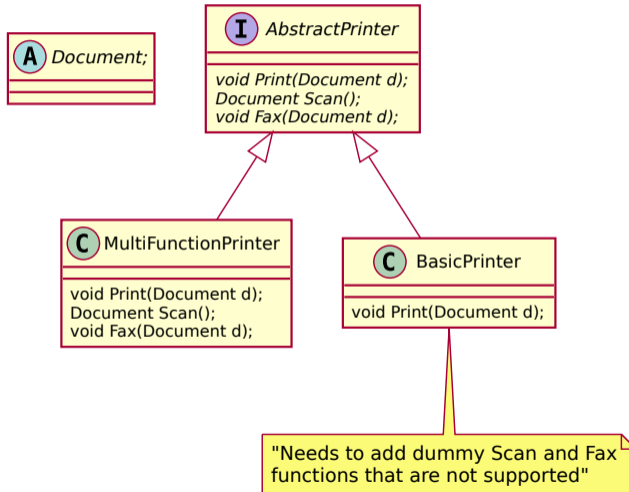 A Document;
I AbstractPrinter
void Print(Document d);
Document Scan();
void Fax(Document d);
C MultiFunctionPrinter
void Print(Document d);
Document Scan();
void Fax(Document d);
C BasicPrinter
void Print(Document d);
"Needs to add dummy Scan and Fax
functions that are not supported"